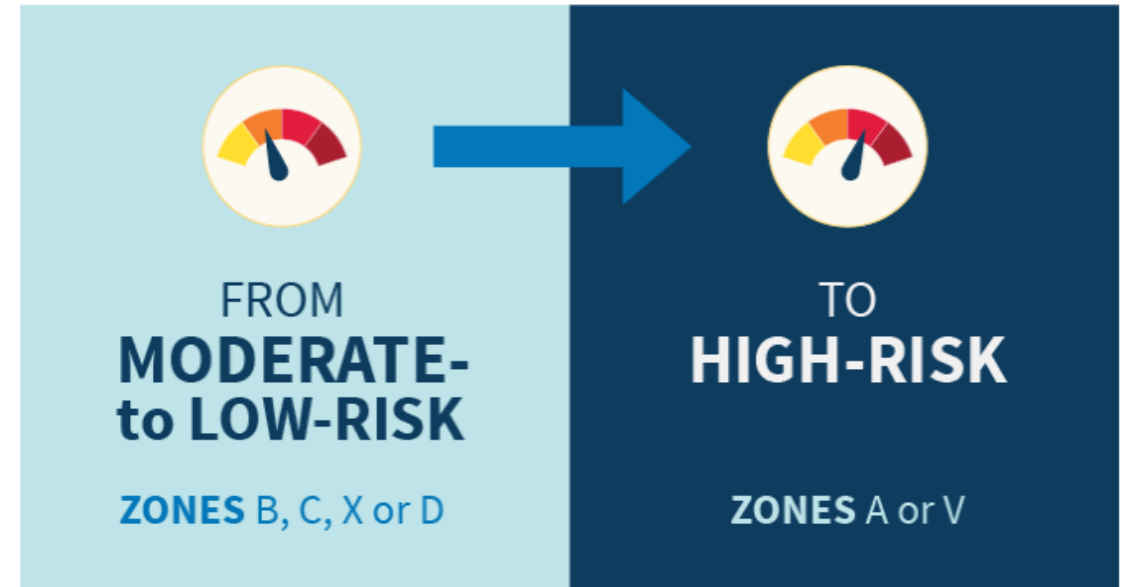 FROM
MODERATE-
to LOW-RISK
ZONES B, C, X or D
TO
HIGH-RISK
ZONES A or V